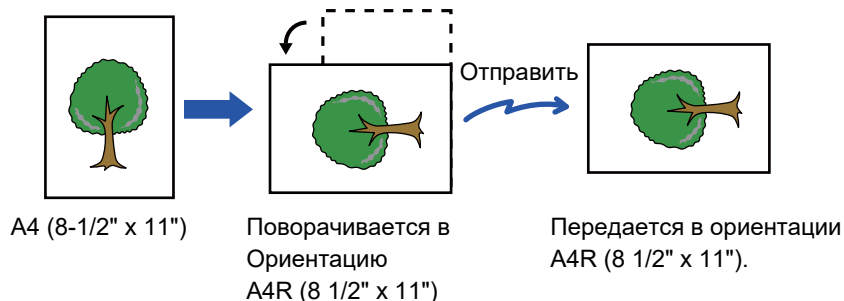 Отправить
A4 (8-1/2" x 11")
Поворачивается в
Ориентацию
A4R (8 1/2" x 11")
Передается в ориентации
A4R (8 1/2" x 11").